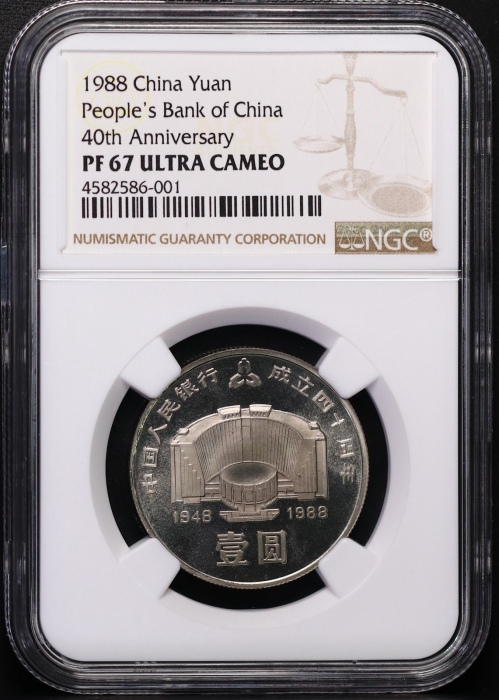 1988 China Yuan
People's Bank of China
40th Anniversary
PF 67 ULTRA CAMEO
4582586-001
NUMISMATIC GUARANTY CORPORATION
NGC®
中国人民银行 成立四十周年
1948 1988
壹圆